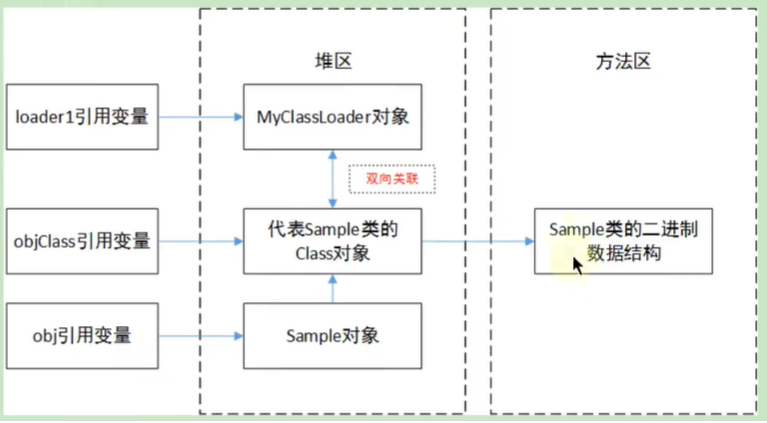 堆区
方法区
loader1引用变量
MyClassLoader对象
双向关联
objClass引用变量
代表Sample类的
Class对象
Sample类的二进制
数据结构
obj引用变量
Sample对象